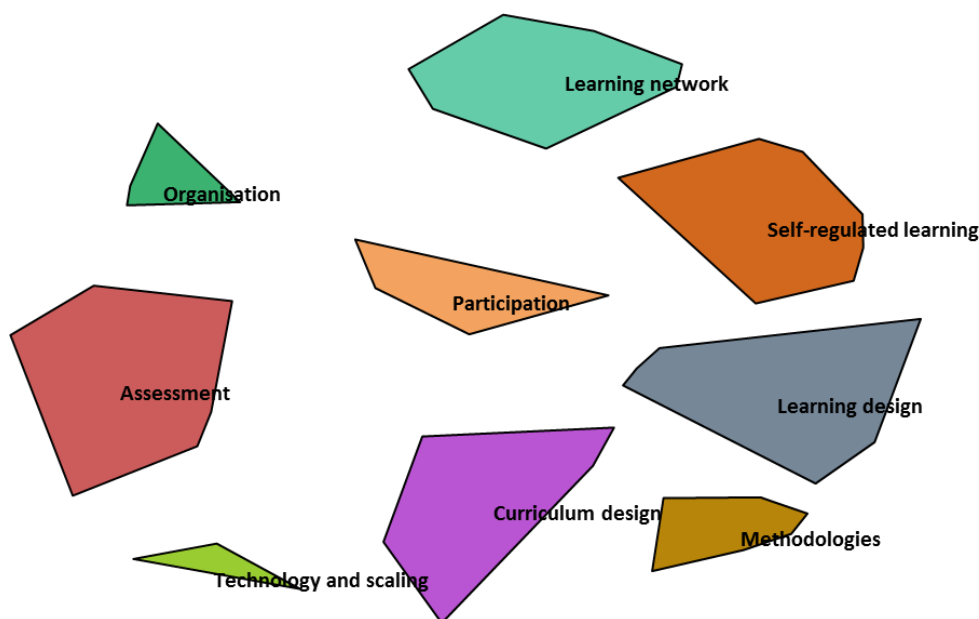 Learning network
Organisation
Self-regulated learning
Participation
Assessment
Learning design
Curriculum design
Methodologies
Technology and scaling